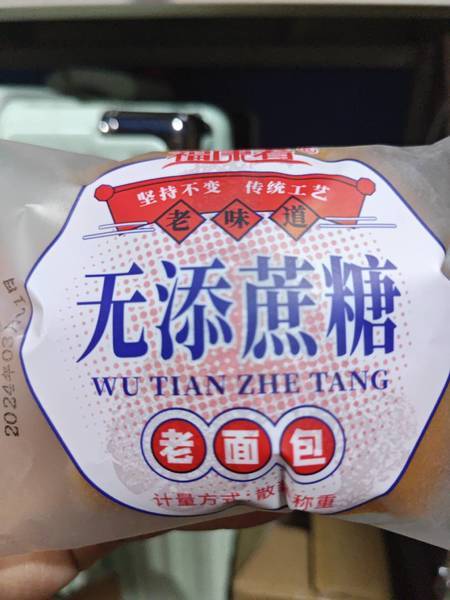 坚持不变 传统工艺
老味道
无添蔗糖
WU TIAN ZHE TANG
老面包
计量方式:散 称重